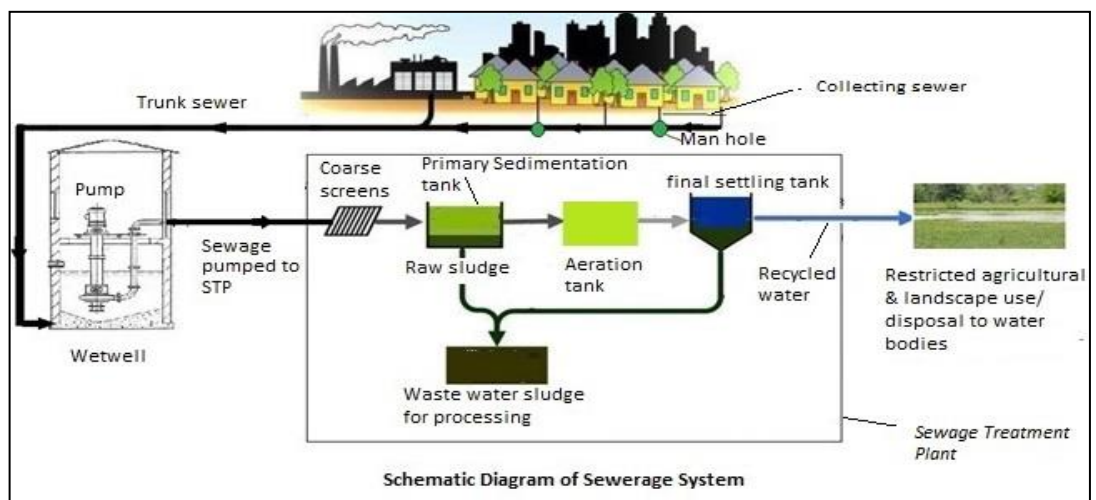 Collecting sewer
Trunk sewer
Man hole
Pump
Coarse
screens
Primary Sedimentation
tank
final settling tank
Sewage
pumped to
STP
Raw sludge
Aeration
tank
Recycled
water
Restricted agricultural
& landscape use/
disposal to water
bodies
Wetwell
Waste water sludge
for processing
Sewage Treatment
Plant
Schematic Diagram of Sewerage System